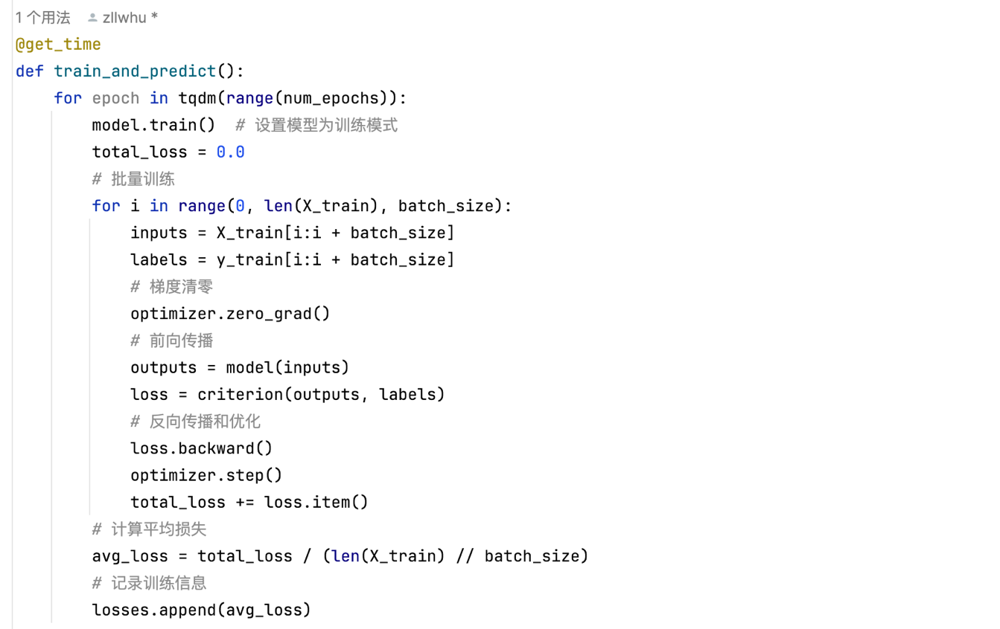 1 个用法 zllwhu *
@get_time
def train_and_predict():
    for epoch in tqdm(range(num_epochs)):
        model.train()  # 设置模型为训练模式
        total_loss = 0.0
        # 批量训练
        for i in range(0, len(X_train), batch_size):
            inputs = X_train[i:i + batch_size]
            labels = y_train[i:i + batch_size]
            # 梯度清零
            optimizer.zero_grad()
            # 前向传播
            outputs = model(inputs)
            loss = criterion(outputs, labels)
            # 反向传播和优化
            loss.backward()
            optimizer.step()
            total_loss += loss.item()
        # 计算平均损失
        avg_loss = total_loss / (len(X_train) // batch_size)
        # 记录训练信息
        losses.append(avg_loss)